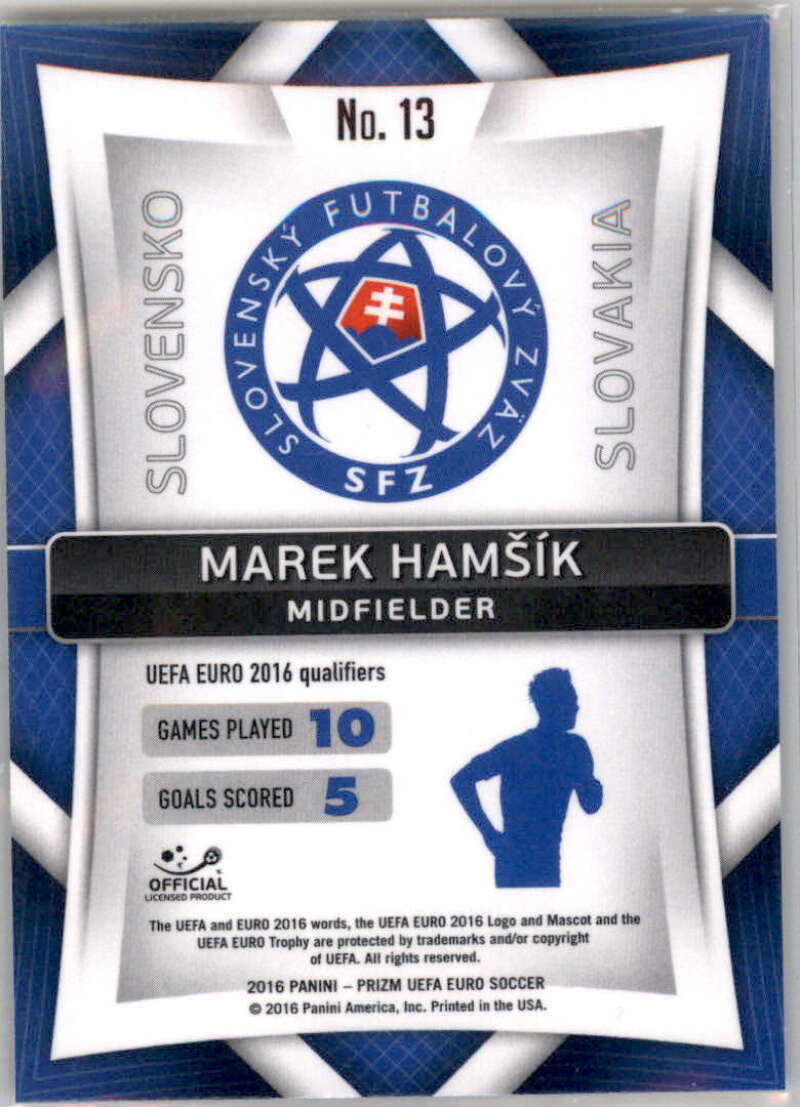 No. 13
SLOVENSKO
SLOVENSKÝ FUTBALOVÝ ZVÄZ
SFZ
SLOVAKIA
MAREK HAMŠÍK
MIDFIELDER
UEFA EURO 2016 qualifiers
GAMES PLAYED 10
GOALS SCORED 5
OFFICIAL
LICENSED PRODUCT
The UEFA and EURO 2016 words, the UEFA EURO 2016 Logo and Mascot and the
UEFA EURO Trophy are protected by trademarks and/or copyright
of UEFA. All rights reserved.
2016 PANINI – PRIZM UEFA EURO SOCCER
© 2016 Panini America, Inc. Printed in the USA.